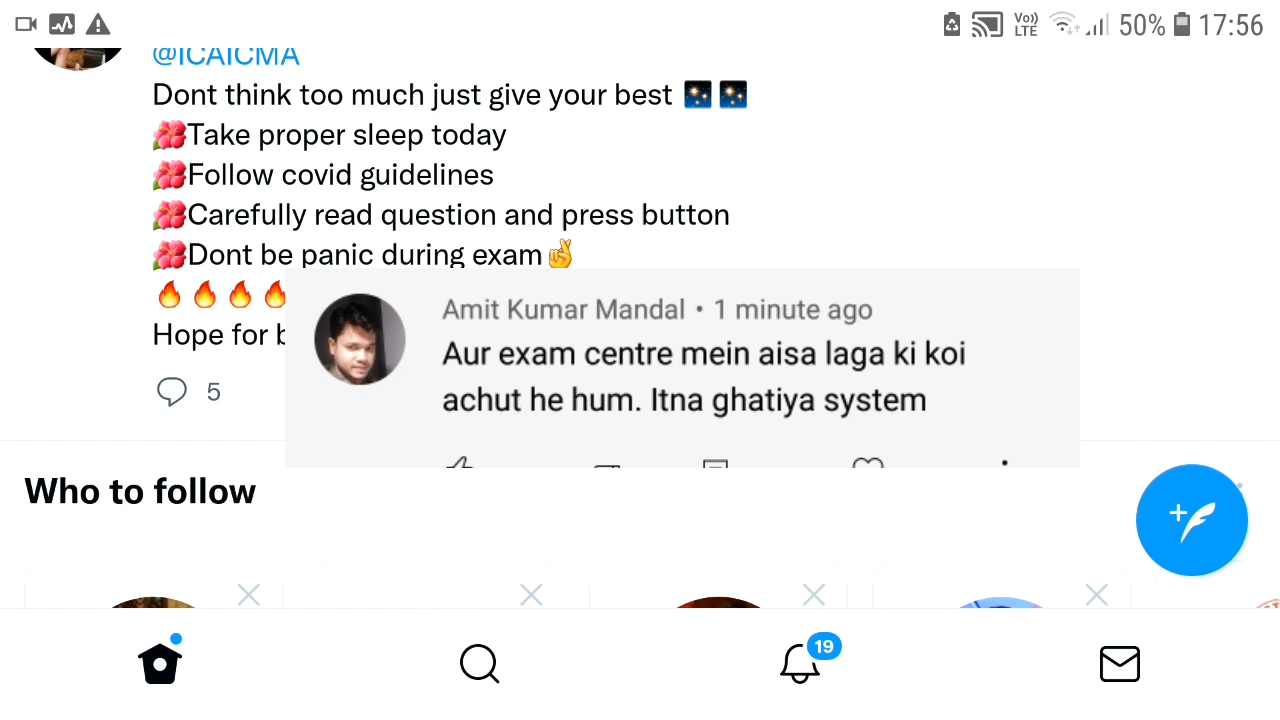 Vo))
LTE
50%
17:56
@ICAICMA
Dont think too much just give your best 🎇🎇
🌺Take proper sleep today
🌺Follow covid guidelines
🌺Carefully read question and press button
🌺Dont be panic during exam🤞
🔥🔥🔥🔥
Hope for b
5
Amit Kumar Mandal • 1 minute ago
Aur exam centre mein aisa laga ki koi
achut he hum. Itna ghatiya system
Who to follow
19